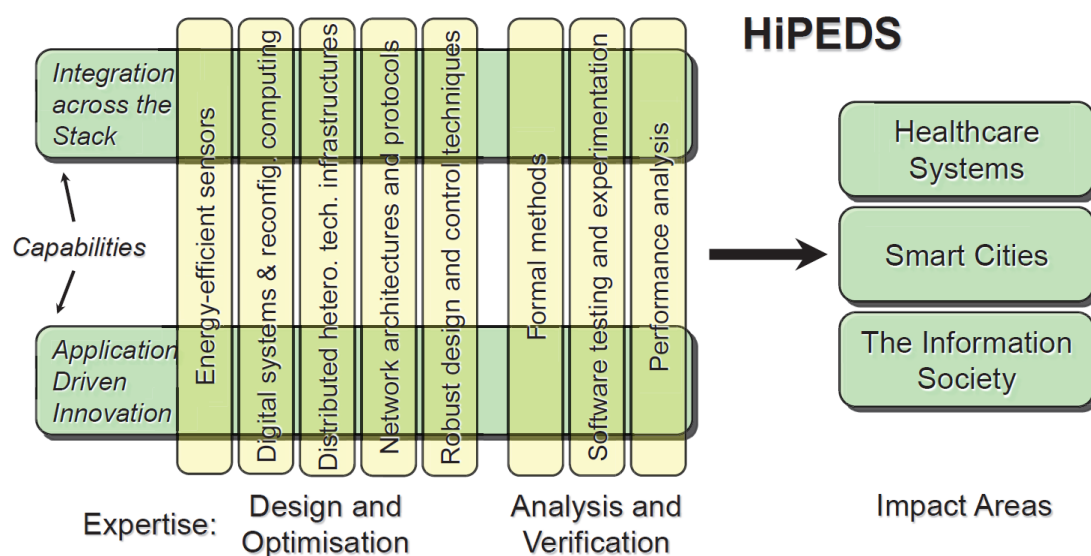 HiPEDS
Integration
across the
Stack
Capabilities
Application
Driven
Innovation
Energy-efficient sensors
Digital systems & reconfig. computing
Distributed hetero. tech. infrastructures
Network architectures and protocols
Robust design and control techniques
Formal methods
Software testing and experimentation
Performance analysis
Healthcare
Systems
Smart Cities
The Information
Society
Expertise:
Design and
Optimisation
Analysis and
Verification
Impact Areas